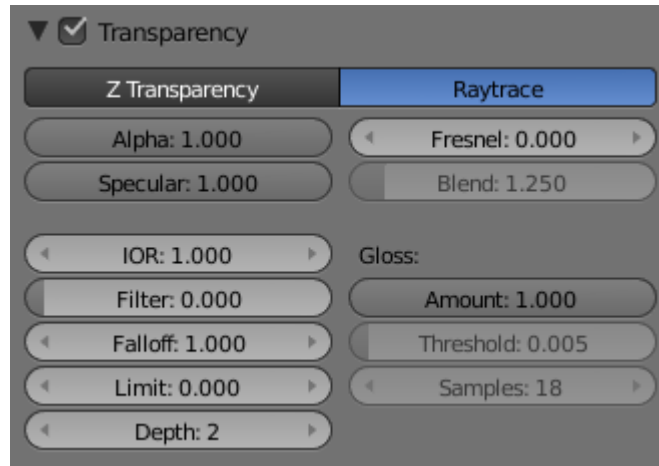 Transparency
Z Transparency Raytrace
Alpha: 1.000 Fresnel: 0.000
Specular: 1.000 Blend: 1.250
IOR: 1.000 Gloss:
Filter: 0.000 Amount: 1.000
Falloff: 1.000 Threshold: 0.005
Limit: 0.000 Samples: 18
Depth: 2